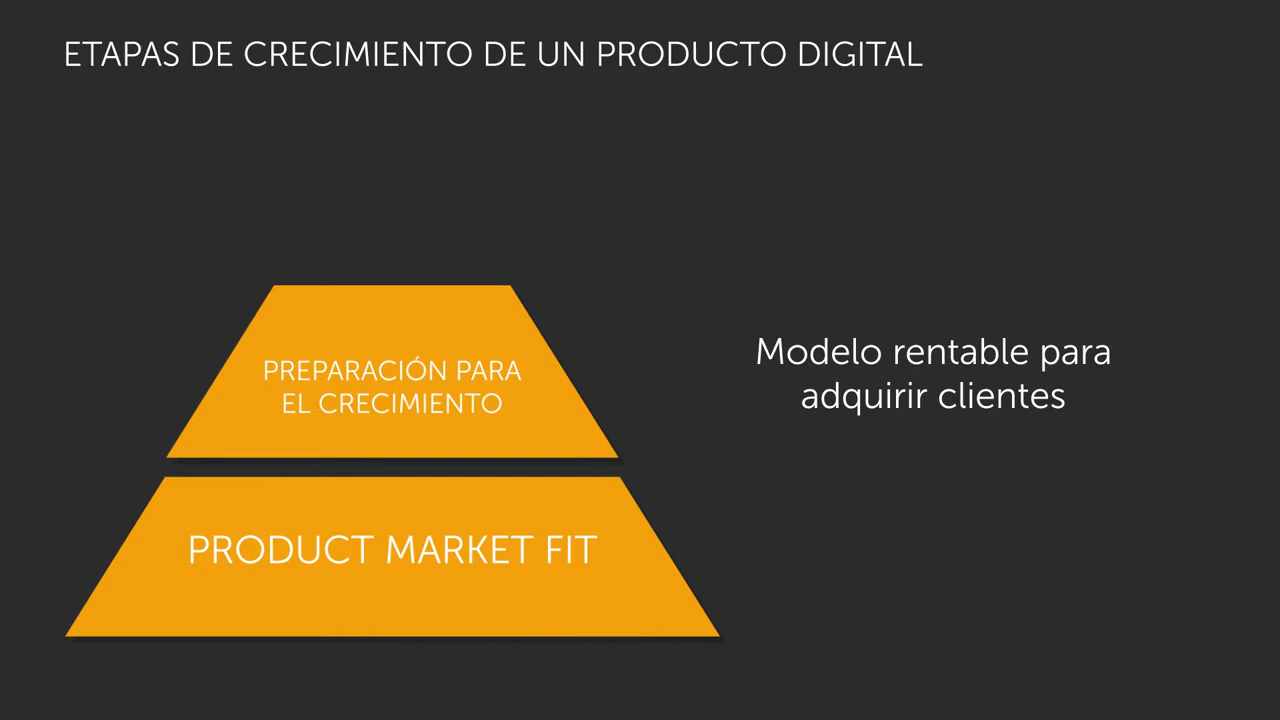 ETAPAS DE CRECIMIENTO DE UN PRODUCTO DIGITAL
PREPARACIÓN PARA
EL CRECIMIENTO
Modelo rentable para
adquirir clientes
PRODUCT MARKET FIT